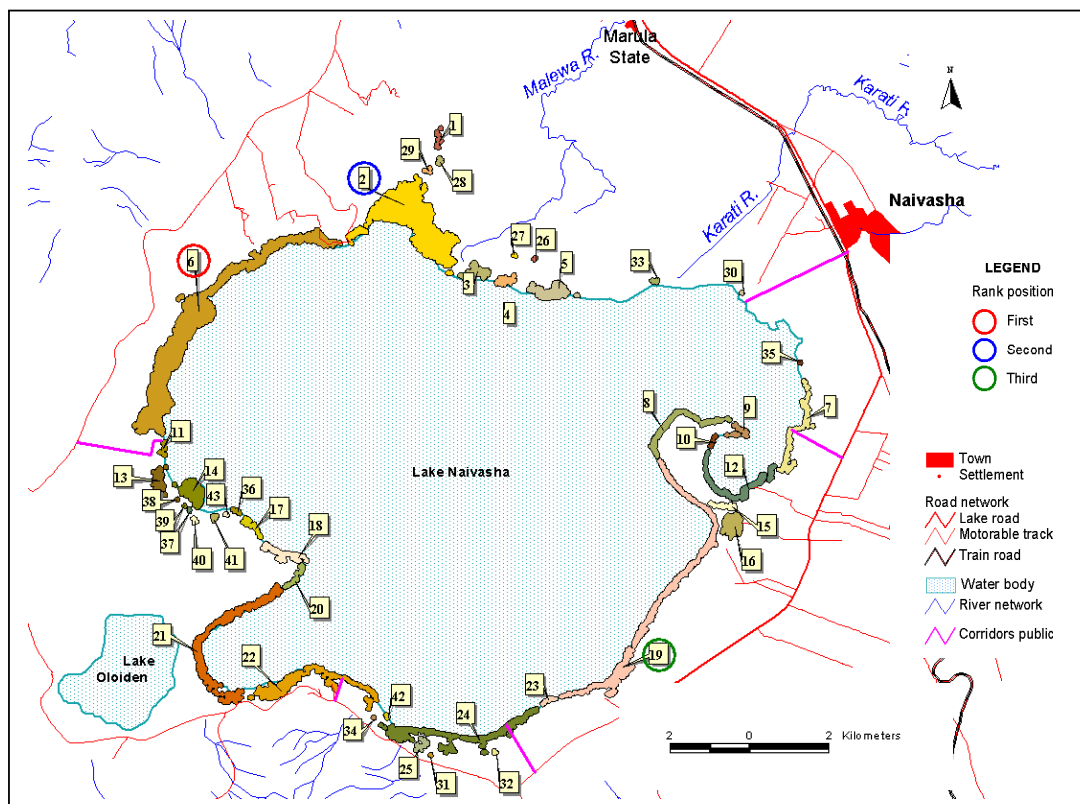 Marula
State
Malewa R.
Karati R.
Karati R.
Naivasha
N
1
29
28
2
6
27
26
5
3
4
33
30
35
7
8
9
10
12
11
13
14
38
39
37
43
36
17
40
41
18
20
15
16
Lake Naivasha
21
22
Lake
Oloiden
19
23
42
24
34
25
31
32
LEGEND
Rank position
First
Second
Third
Town
Settlement
Road network
Lake road
Motorable track
Train road
Water body
River network
Corridors public
2 0 2 Kilometers